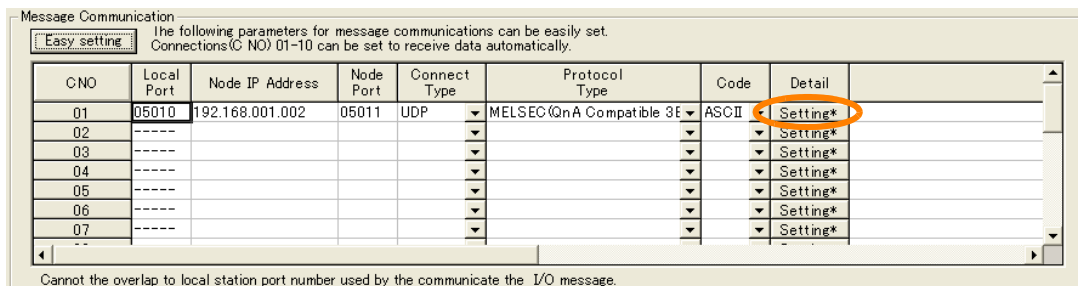 Message Communication
Easy setting
The following parameters for message communications can be easily set.
Connections(C NO) 01-10 can be set to receive data automatically.
CNO Local Port Node IP Address Node Port Connect Type Protocol Type Code Detail
01 05010 192.168.001.002 05011 UDP MELSEC(QnA Compatible 3E ASCII Setting*
02 ----- Setting*
03 ----- Setting*
04 ----- Setting*
05 ----- Setting*
06 ----- Setting*
07 ----- Setting*
Cannot the overlap to local station port number used by the communicate the I/O message.